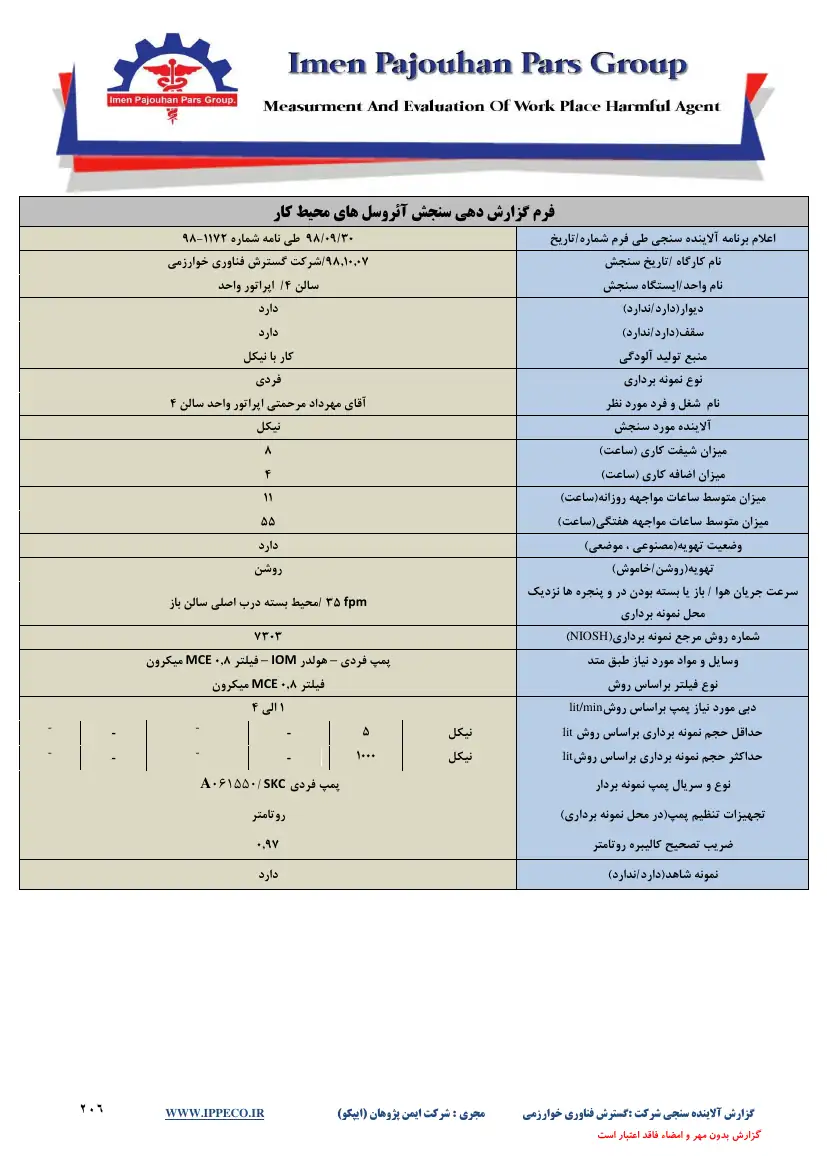 Imen Pajouhan Pars Group
Imen Pajouhan Pars Group.
Measurment And Evaluation Of Work Place Harmful Agent
فرم گزارش دهی سنجش آئروسل های محیط کار
اعلام برنامه آلاینده سنجی طی فرم شماره/تاریخ ۹۸/۰۹/۳۰ طی نامه شماره ۱۱۷۲-۹۸
نام کارگاه /تاریخ سنجش ۹۸,۱۰,۰۷/شرکت گسترش فناوری خوارزمی
نام واحد/ایستگاه سنجش سالن ۴/ اپراتور واحد
دیوار(دارد/ندارد) دارد
سقف(دارد/ندارد) دارد
منبع تولید آلودگی کار با نیکل
نوع نمونه برداری فردی
نام شغل و فرد مورد نظر آقای مهرداد مرحمتی اپراتور واحد سالن ۴
آلاینده مورد سنجش نیکل
میزان شیفت کاری (ساعت) ۸
میزان اضافه کاری (ساعت) ۴
میزان متوسط ساعات مواجهه روزانه(ساعت) ۱۱
میزان متوسط ساعات مواجهه هفتگی(ساعت) ۵۵
وضعیت تهویه(مصنوعی ، موضعی) دارد
تهویه(روشن/خاموش) روشن
سرعت جریان هوا / باز یا بسته بودن در و پنجره ها نزدیک
محل نمونه برداری ۳۵ fpm /محیط بسته درب اصلی سالن باز
شماره روش مرجع نمونه برداری(NIOSH) ۷۳۰۳
وسایل و مواد مورد نیاز طبق متد پمپ فردی – هولدر IOM – فیلتر MCE ۰,۸ میکرون
نوع فیلتر براساس روش فیلتر MCE ۰,۸ میکرون
دبی مورد نیاز پمپ براساس روشlit/min ۱ الی ۴
حداقل حجم نمونه برداری براساس روش lit نیکل ۵ - - - -
حداکثر حجم نمونه برداری براساس روشlit نیکل ۱۰۰۰ - - - -
نوع و سریال پمپ نمونه بردار پمپ فردی A۰۶۱۵۵۰/ SKC
تجهیزات تنظیم پمپ(در محل نمونه برداری) روتامتر
ضریب تصحیح کالیبره روتامتر ۰,۹۷
نمونه شاهد(دارد/ندارد) دارد
گزارش آلاینده سنجی شرکت :گسترش فناوری خوارزمی مجری : شرکت ایمن پژوهان (ایپکو) WWW.IPPECO.IR ۲۰۶
گزارش بدون مهر و امضاء فاقد اعتبار است